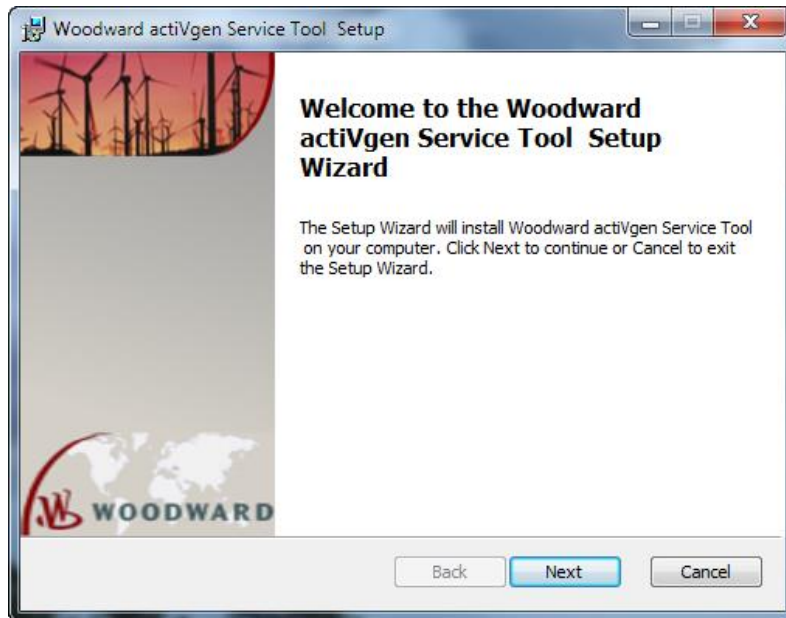 Woodward actiVgen Service Tool  Setup
Welcome to the Woodward
actiVgen Service Tool  Setup
Wizard
The Setup Wizard will install Woodward actiVgen Service Tool
on your computer. Click Next to continue or Cancel to exit
the Setup Wizard.
W WOODWARD
Back Next Cancel